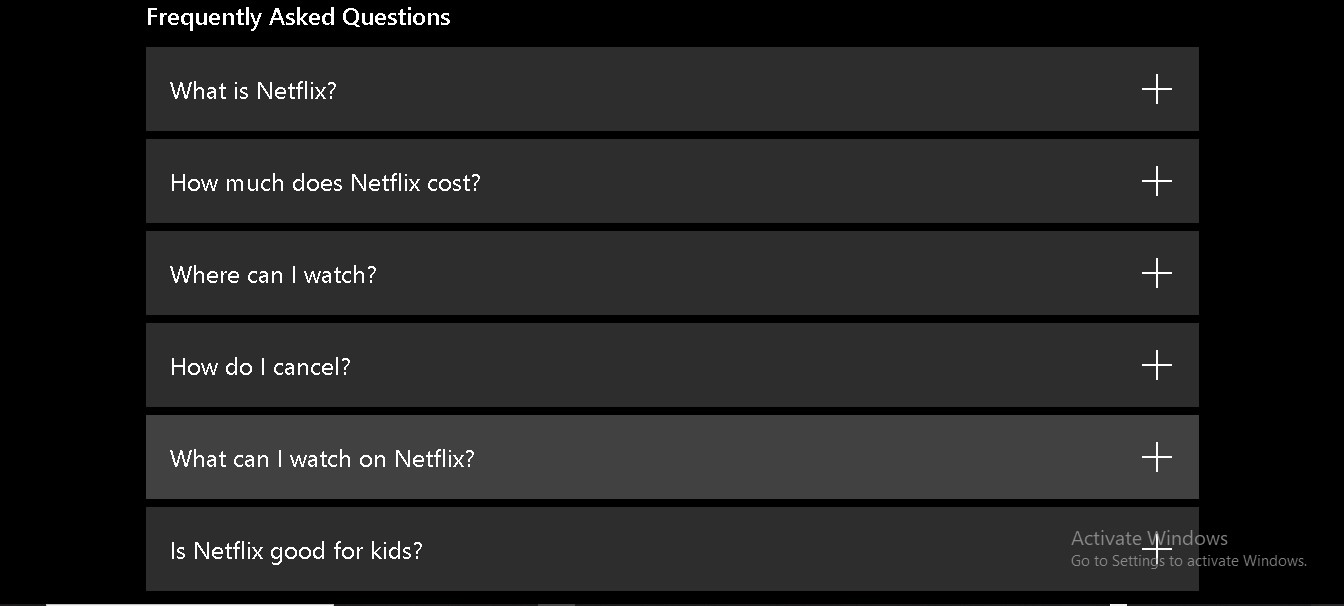 Frequently Asked Questions
What is Netflix?
How much does Netflix cost?
Where can I watch?
How do I cancel?
What can I watch on Netflix?
Is Netflix good for kids?
Activate Windows
Go to Settings to activate Windows.